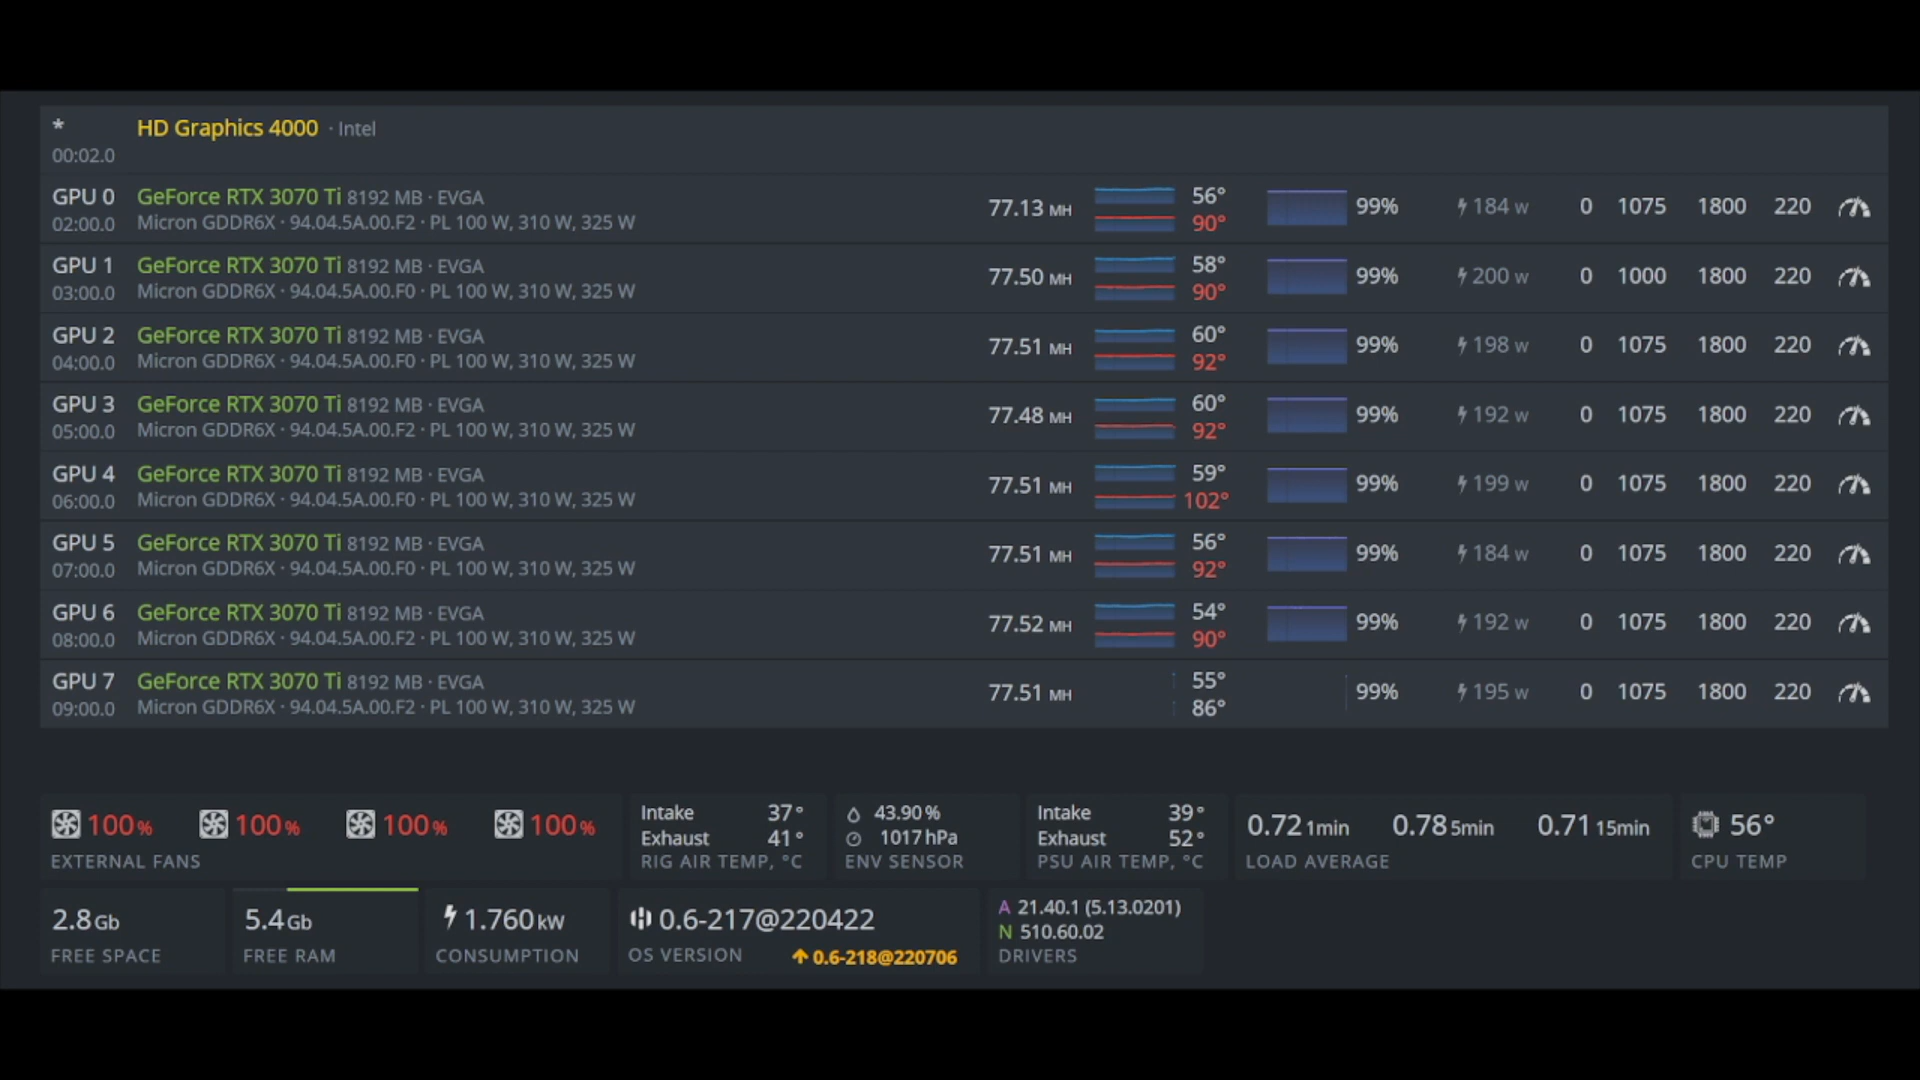 * HD Graphics 4000 · Intel
00:02.0
GPU 0 GeForce RTX 3070 Ti 8192 MB · EVGA 77.13 MH 56° 99% 184 W 0 1075 1800 220
02:00.0 Micron GDDR6X · 94.04.5A.00.F2 · PL 100 W, 310 W, 325 W 90°
GPU 1 GeForce RTX 3070 Ti 8192 MB · EVGA 77.50 MH 58° 99% 200 W 0 1000 1800 220
03:00.0 Micron GDDR6X · 94.04.5A.00.F0 · PL 100 W, 310 W, 325 W 90°
GPU 2 GeForce RTX 3070 Ti 8192 MB · EVGA 77.51 MH 60° 99% 198 W 0 1075 1800 220
04:00.0 Micron GDDR6X · 94.04.5A.00.F0 · PL 100 W, 310 W, 325 W 92°
GPU 3 GeForce RTX 3070 Ti 8192 MB · EVGA 77.48 MH 60° 99% 192 W 0 1075 1800 220
05:00.0 Micron GDDR6X · 94.04.5A.00.F2 · PL 100 W, 310 W, 325 W 92°
GPU 4 GeForce RTX 3070 Ti 8192 MB · EVGA 77.51 MH 59° 99% 199 W 0 1075 1800 220
06:00.0 Micron GDDR6X · 94.04.5A.00.F0 · PL 100 W, 310 W, 325 W 102°
GPU 5 GeForce RTX 3070 Ti 8192 MB · EVGA 77.51 MH 56° 99% 184 W 0 1075 1800 220
07:00.0 Micron GDDR6X · 94.04.5A.00.F0 · PL 100 W, 310 W, 325 W 92°
GPU 6 GeForce RTX 3070 Ti 8192 MB · EVGA 77.52 MH 54° 99% 192 W 0 1075 1800 220
08:00.0 Micron GDDR6X · 94.04.5A.00.F2 · PL 100 W, 310 W, 325 W 90°
GPU 7 GeForce RTX 3070 Ti 8192 MB · EVGA 77.51 MH 55° 99% 195 W 0 1075 1800 220
09:00.0 Micron GDDR6X · 94.04.5A.00.F2 · PL 100 W, 310 W, 325 W 86°
100 % 100 % 100 % 100 %
EXTERNAL FANS
Intake 37 °
Exhaust 41 °
RIG AIR TEMP, °C
43.90 %
1017 hPa
ENV SENSOR
Intake 39 °
Exhaust 52 °
PSU AIR TEMP, °C
0.72 1min 0.78 5min 0.71 15min
LOAD AVERAGE
56°
CPU TEMP
2.8 Gb
FREE SPACE
5.4 Gb
FREE RAM
1.760 kW
CONSUMPTION
0.6-217@220422
OS VERSION 0.6-218@220706
A 21.40.1 (5.13.0201)
N 510.60.02
DRIVERS